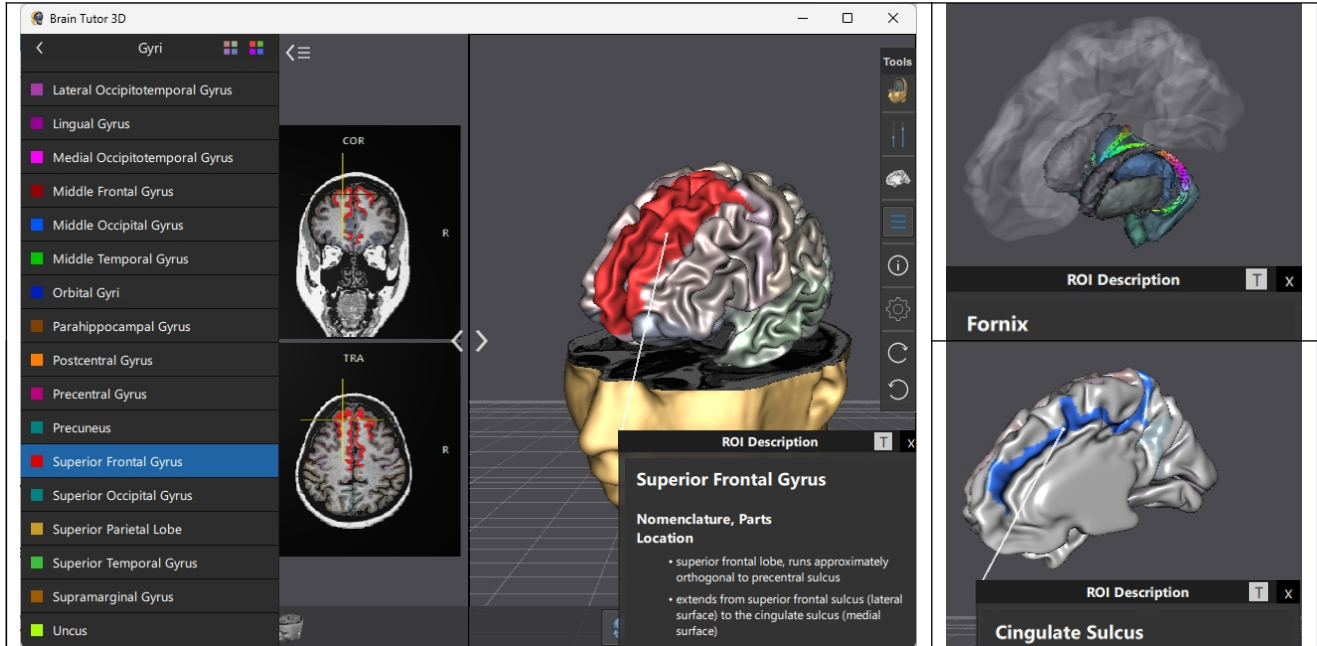 Brain Tutor 3D
Gyri
Lateral Occipitotemporal Gyrus
Lingual Gyrus
Medial Occipitotemporal Gyrus
Middle Frontal Gyrus
Middle Occipital Gyrus
Middle Temporal Gyrus
Orbital Gyri
Parahippocampal Gyrus
Postcentral Gyrus
Precentral Gyrus
Precuneus
Superior Frontal Gyrus
Superior Occipital Gyrus
Superior Parietal Lobe
Superior Temporal Gyrus
Supramarginal Gyrus
Uncus
COR
R
TRA
R
Tools
ROI Description T x
Superior Frontal Gyrus
Nomenclature, Parts
Location
• superior frontal lobe, runs approximately
orthogonal to precentral sulcus
• extends from superior frontal sulcus (lateral
surface) to the cingulate sulcus (medial
surface)
ROI Description T x
Fornix
ROI Description T x
Cingulate Sulcus